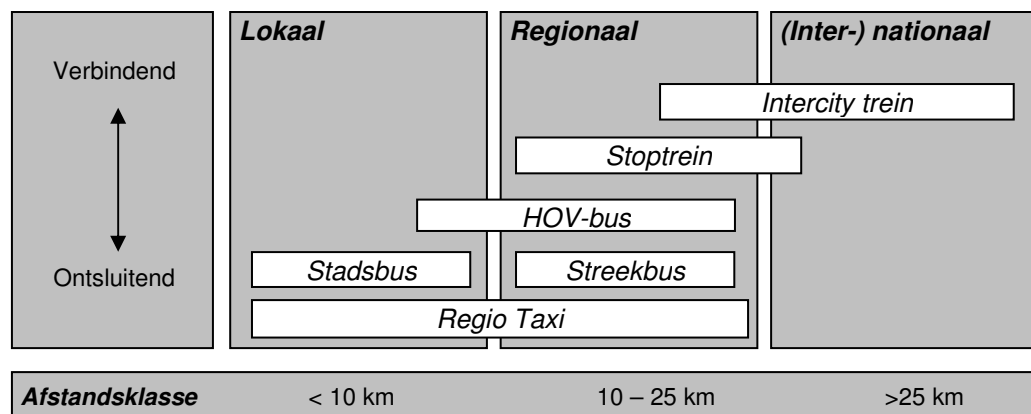 Lokaal
Regionaal
(Inter-) nationaal
Verbindend
Intercity trein
Stoptrein
HOV-bus
Ontsluitend
Stadsbus
Streekbus
Regio Taxi
Afstandsklasse < 10 km 10 – 25 km >25 km